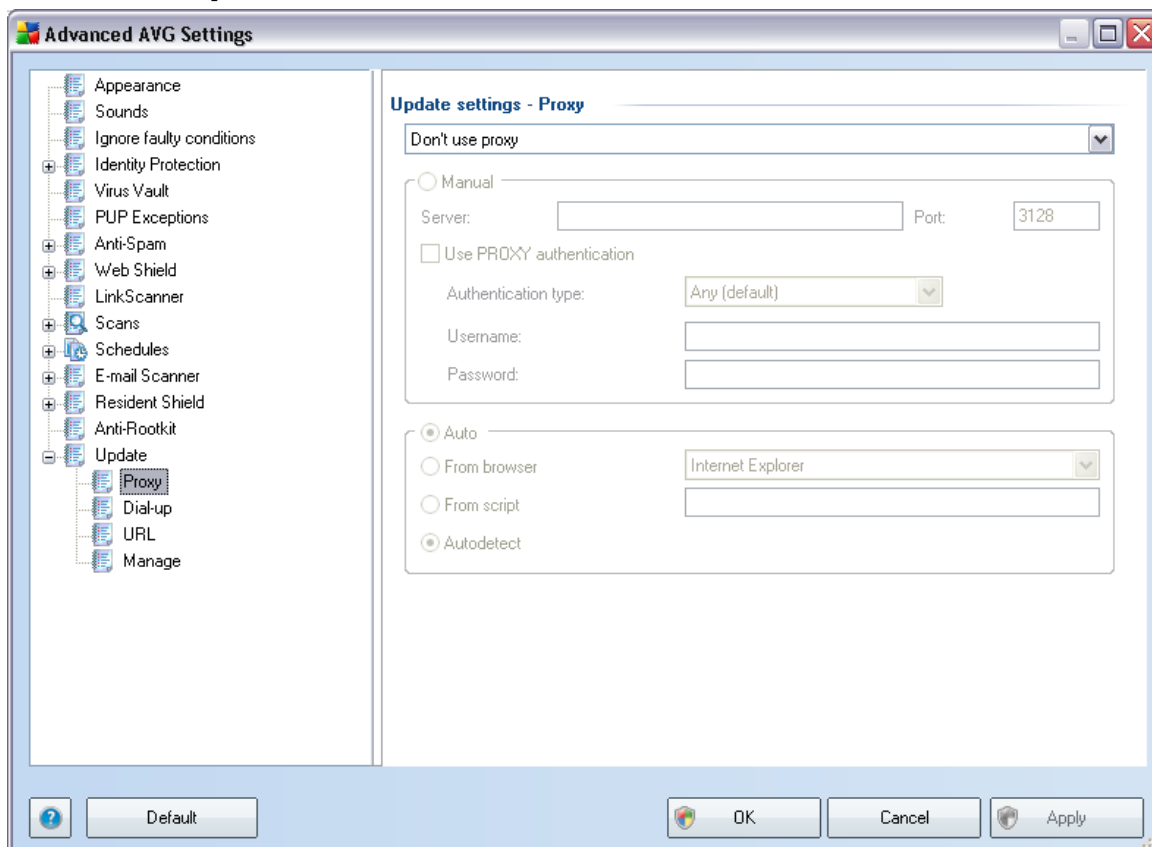 Advanced AVG Settings
Appearance
Sounds
Ignore faulty conditions
Identity Protection
Virus Vault
PUP Exceptions
Anti-Spam
Web Shield
LinkScanner
Scans
Schedules
E-mail Scanner
Resident Shield
Anti-Rootkit
Update
Proxy
Dial-up
URL
Manage
Update settings - Proxy
Don't use proxy
Manual
Server: Port: 3128
Use PROXY authentication
Authentication type: Any (default)
Username:
Password:
Auto
From browser Internet Explorer
From script
Autodetect
? Default OK Cancel Apply